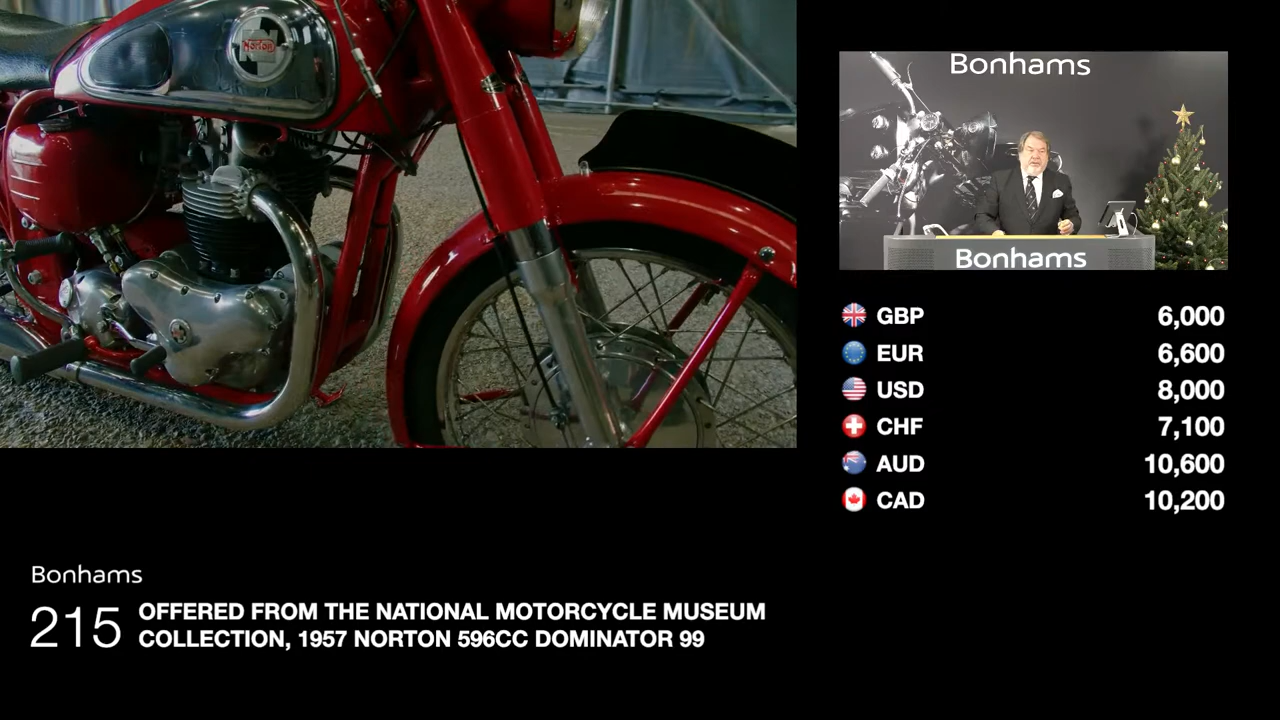 Norton
Bonhams
Bonhams
GBP 6,000
EUR 6,600
USD 8,000
CHF 7,100
AUD 10,600
CAD 10,200
Bonhams
215 OFFERED FROM THE NATIONAL MOTORCYCLE MUSEUM
COLLECTION, 1957 NORTON 596CC DOMINATOR 99